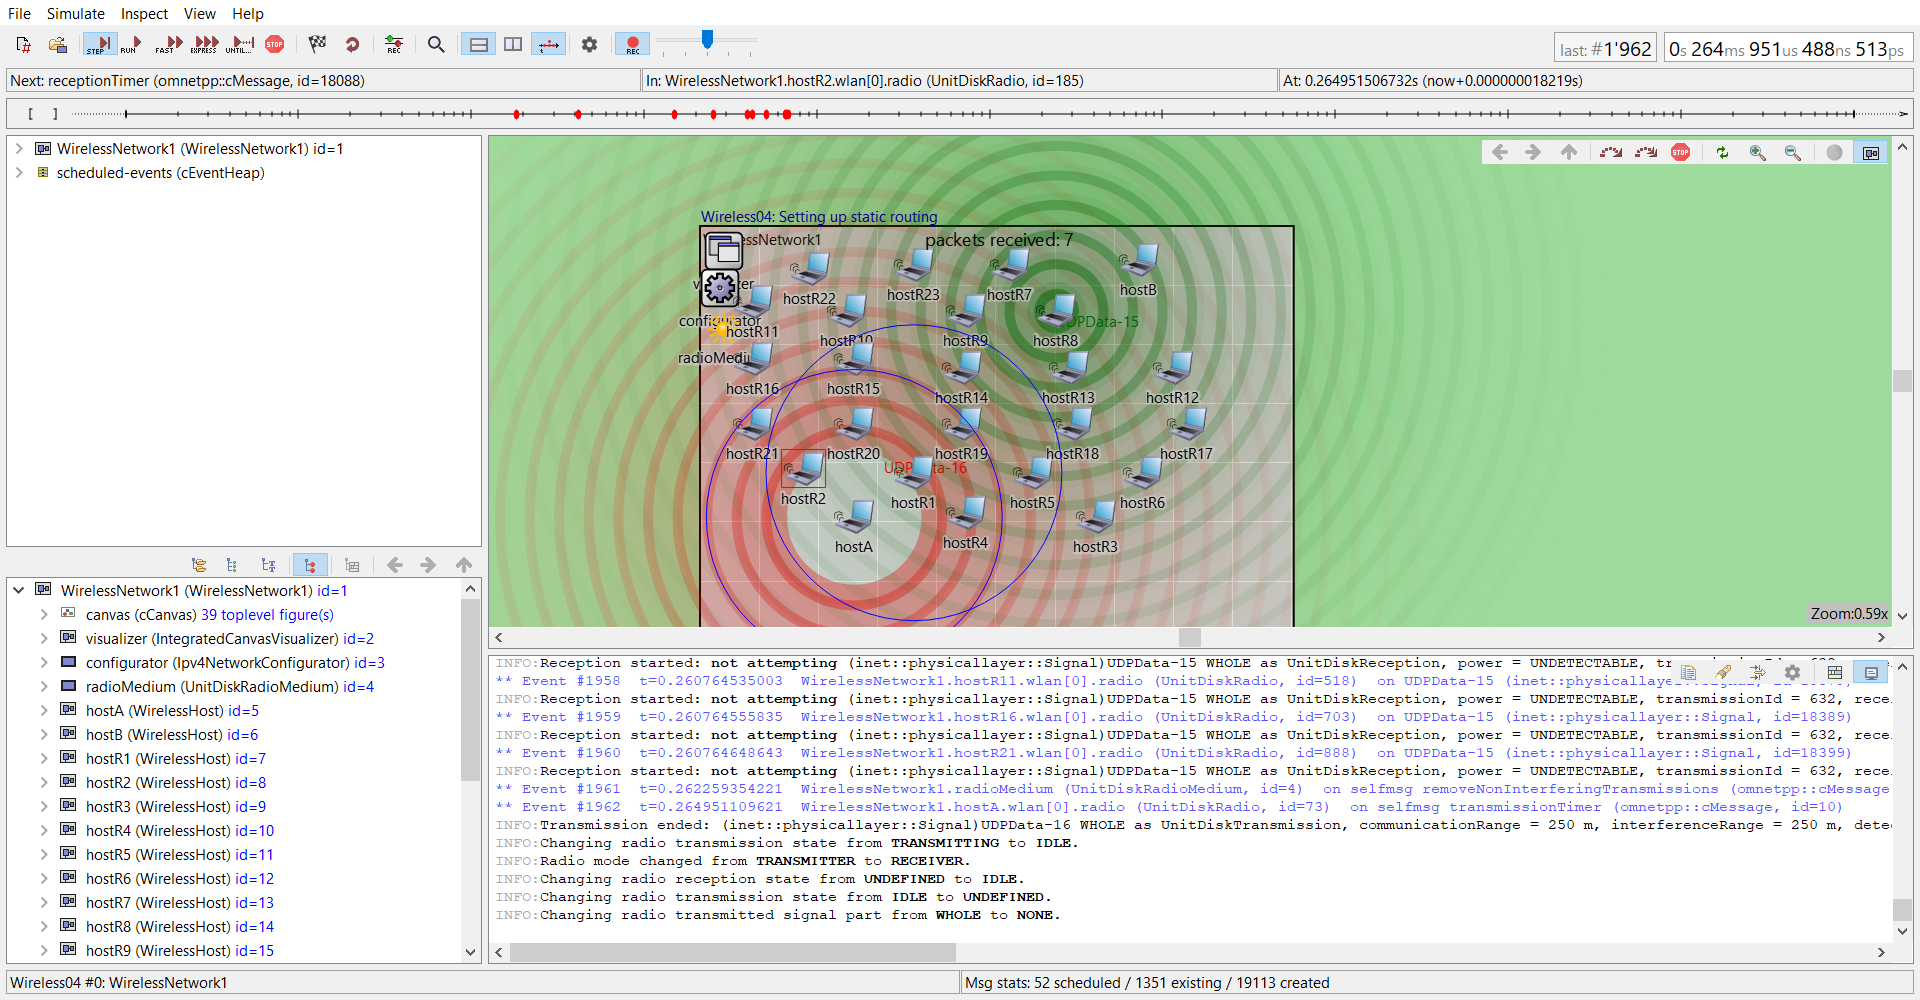 File Simulate Inspect View Help
STEP RUN FAST EXPRESS UNTIL... STOP REC REC
last: #1'962 0s 264ms 951us 488ns 513ps
Next: receptionTimer (omnetpp::cMessage, id=18088) In: WirelessNetwork1.hostR2.wlan[0].radio (UnitDiskRadio, id=185) At: 0.264951506732s (now+0.000000018219s)
[ ]
WirelessNetwork1 (WirelessNetwork1) id=1
scheduled-events (cEventHeap)
WirelessNetwork1 (WirelessNetwork1) id=1
canvas (cCanvas) 39 toplevel figure(s)
visualizer (IntegratedCanvasVisualizer) id=2
configurator (Ipv4NetworkConfigurator) id=3
radioMedium (UnitDiskRadioMedium) id=4
hostA (WirelessHost) id=5
hostB (WirelessHost) id=6
hostR1 (WirelessHost) id=7
hostR2 (WirelessHost) id=8
hostR3 (WirelessHost) id=9
hostR4 (WirelessHost) id=10
hostR5 (WirelessHost) id=11
hostR6 (WirelessHost) id=12
hostR7 (WirelessHost) id=13
hostR8 (WirelessHost) id=14
hostR9 (WirelessHost) id=15
STOP
Wireless04: Setting up static routing
essNetwork1 packets received: 7
hostR22 hostR23 hostR7 hostB
configurator hostR11 hostR10 hostR9 hostR8 UDPData-15
radioMedi
hostR16 hostR15 hostR14 hostR13 hostR12
hostR21 hostR20 hostR19 hostR18 hostR17
UDPData-16
hostR2 hostR1 hostR5 hostR6
hostA hostR4 hostR3
Zoom:0.59x
INFO:Reception started: not attempting (inet::physicallayer::Signal)UDPData-15 WHOLE as UnitDiskReception, power = UNDETECTABLE,
** Event #1958 t=0.260764535003 WirelessNetwork1.hostR11.wlan[0].radio (UnitDiskRadio, id=518) on UDPData-15
INFO:Reception started: not attempting (inet::physicallayer::Signal)UDPData-15 WHOLE as UnitDiskReception, power = UNDETECTABLE, transmissionId = 632, rece
** Event #1959 t=0.260764555835 WirelessNetwork1.hostR16.wlan[0].radio (UnitDiskRadio, id=703) on UDPData-15 (inet::physicallayer::Signal, id=18389)
INFO:Reception started: not attempting (inet::physicallayer::Signal)UDPData-15 WHOLE as UnitDiskReception, power = UNDETECTABLE, transmissionId = 632, rece
** Event #1960 t=0.260764648643 WirelessNetwork1.hostR21.wlan[0].radio (UnitDiskRadio, id=888) on UDPData-15 (inet::physicallayer::Signal, id=18399)
INFO:Reception started: not attempting (inet::physicallayer::Signal)UDPData-15 WHOLE as UnitDiskReception, power = UNDETECTABLE, transmissionId = 632, rece
** Event #1961 t=0.262259354221 WirelessNetwork1.radioMedium (UnitDiskRadioMedium, id=4) on selfmsg removeNonInterferingTransmissions (omnetpp::cMessage
** Event #1962 t=0.264951109621 WirelessNetwork1.hostA.wlan[0].radio (UnitDiskRadio, id=73) on selfmsg transmissionTimer (omnetpp::cMessage, id=10)
INFO:Transmission ended: (inet::physicallayer::Signal)UDPData-16 WHOLE as UnitDiskTransmission, communicationRange = 250 m, interferenceRange = 250 m, dete
INFO:Changing radio transmission state from TRANSMITTING to IDLE.
INFO:Radio mode changed from TRANSMITTER to RECEIVER.
INFO:Changing radio reception state from UNDEFINED to IDLE.
INFO:Changing radio transmission state from IDLE to UNDEFINED.
INFO:Changing radio transmitted signal part from WHOLE to NONE.
Wireless04 #0: WirelessNetwork1 Msg stats: 52 scheduled / 1351 existing / 19113 created